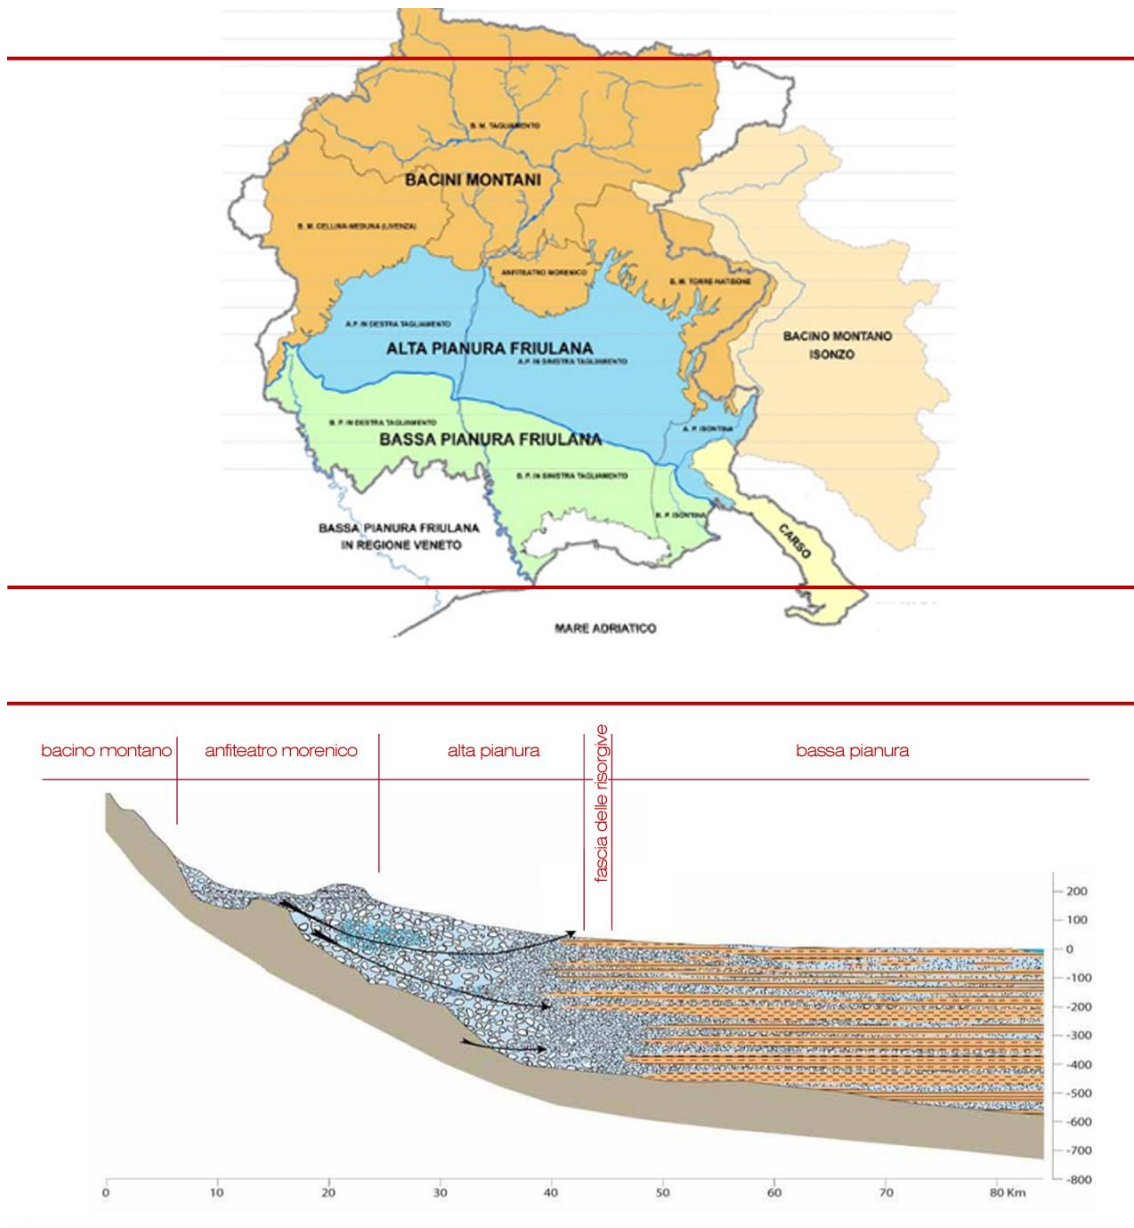 B. M. TAGLIAMENTO
BACINI MONTANI
B. M. CELLINA-MEDUNA (LIVENZA)
ANFITEATRO MORENICO
B. M. TORRE-NATISONE
A.P. IN DESTRA TAGLIAMENTO
ALTA PIANURA FRIULANA
A.P. IN SINISTRA TAGLIAMENTO
BACINO MONTANO
ISONZO
B. P. IN DESTRA TAGLIAMENTO
A. P. ISONTINA
BASSA PIANURA FRIULANA
B. P. IN SINISTRA TAGLIAMENTO
B. P. ISONTINA
BASSA PIANURA FRIULANA
IN REGIONE VENETO
CARSO
MARE ADRIATICO
bacino montano
anfiteatro morenico
alta pianura
fascia delle risorgive
bassa pianura
200
100
0
-100
-200
-300
-400
-500
-600
-700
-800
0 10 20 30 40 50 60 70 80 Km